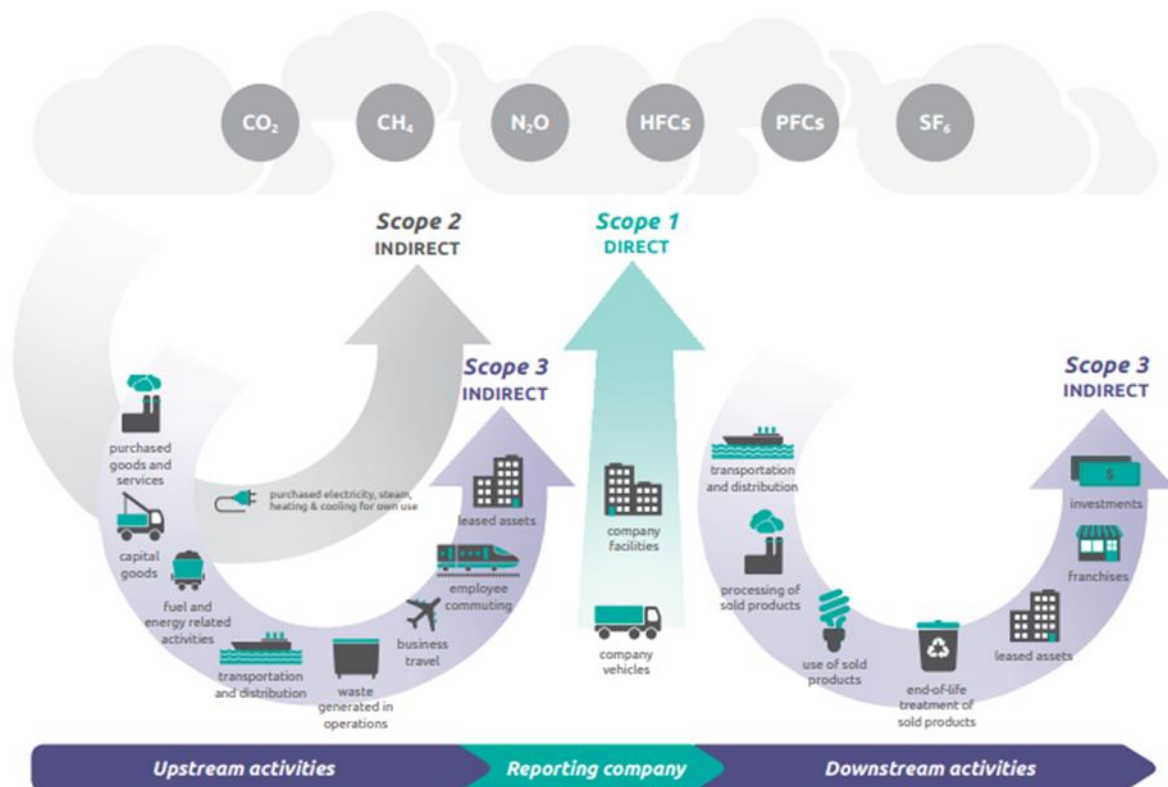 CO₂
CH₄
N₂O
HFCs
PFCs
SF₆
Scope 2
INDIRECT
Scope 1
DIRECT
Scope 3
INDIRECT
Scope 3
INDIRECT
purchased
goods and
services
capital
goods
fuel and
energy related
activities
transportation
and distribution
waste
generated in
operations
business
travel
employee
commuting
leased assets
purchased electricity, steam,
heating & cooling for own use
company
facilities
company
vehicles
transportation
and distribution
processing of
sold products
use of sold
products
end-of-life
treatment of
sold products
leased assets
franchises
$
investments
Upstream activities
Reporting company
Downstream activities